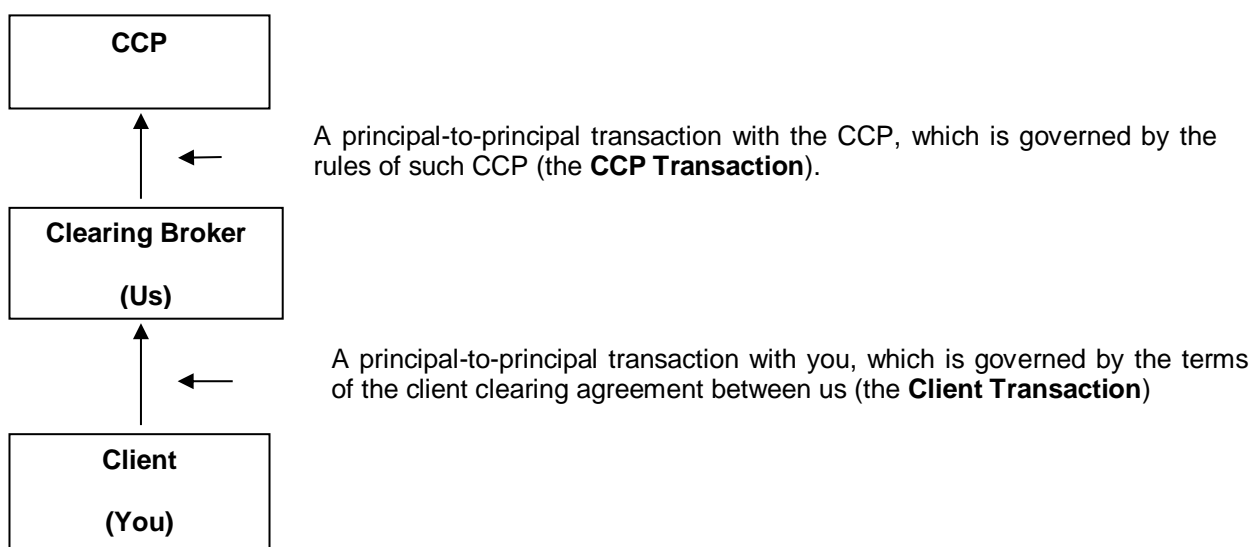 CCP
A principal-to-principal transaction with the CCP, which is governed by the
rules of such CCP (the CCP Transaction).
Clearing Broker
(Us)
A principal-to-principal transaction with you, which is governed by the terms
of the client clearing agreement between us (the Client Transaction)
Client
(You)